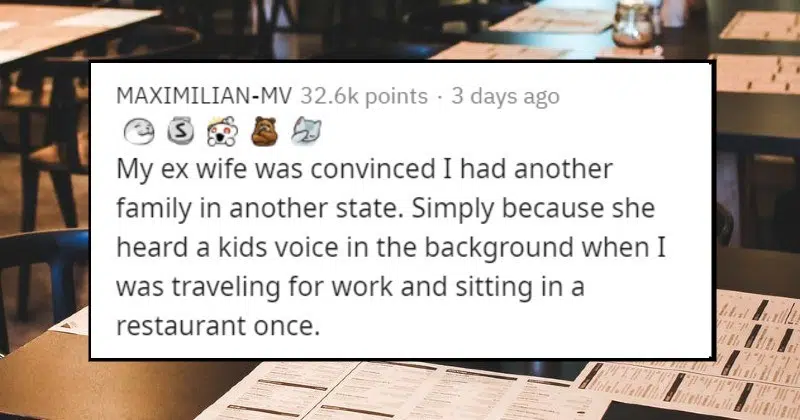 MAXIMILIAN-MV 32.6k points · 3 days ago
My ex wife was convinced I had another
family in another state. Simply because she
heard a kids voice in the background when I
was traveling for work and sitting in a
restaurant once.